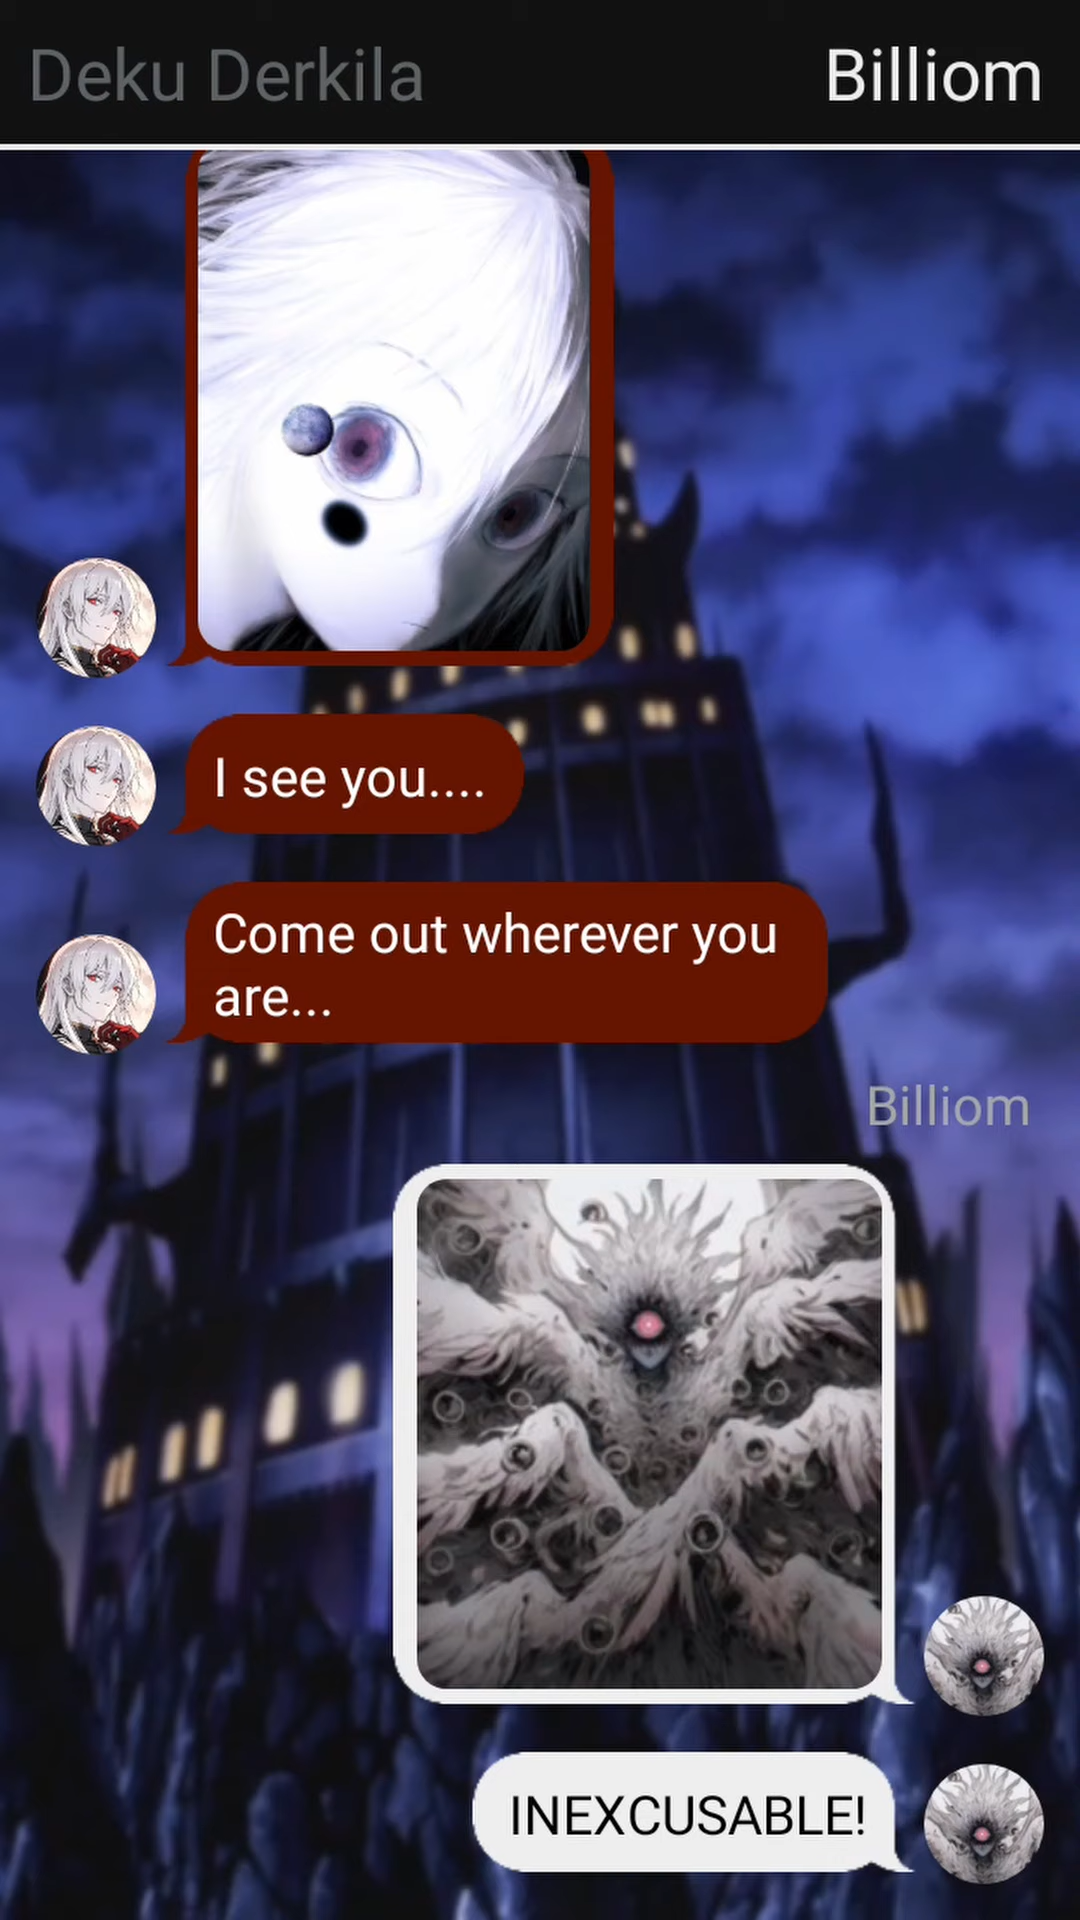 Deku Derkila
Billiom
I see you....
Come out wherever you
are...
Billiom
INEXCUSABLE!